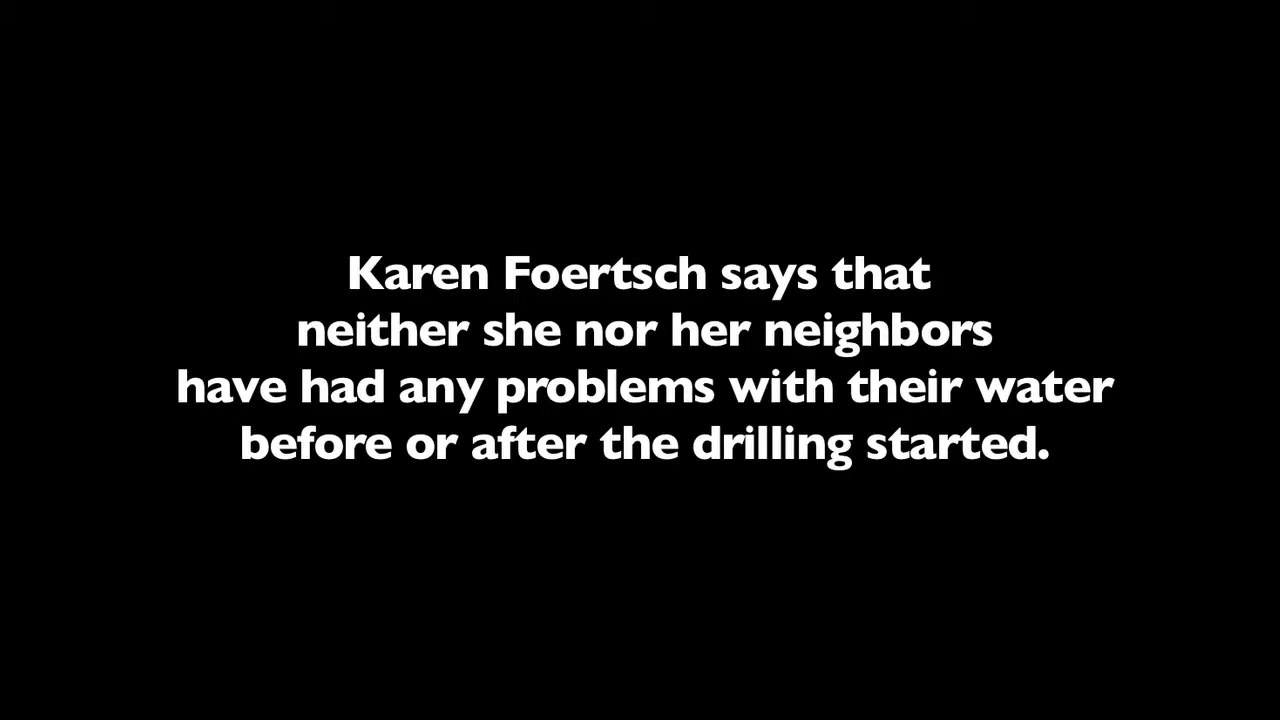 Karen Foertsch says that
neither she nor her neighbors
have had any problems with their water
before or after the drilling started.